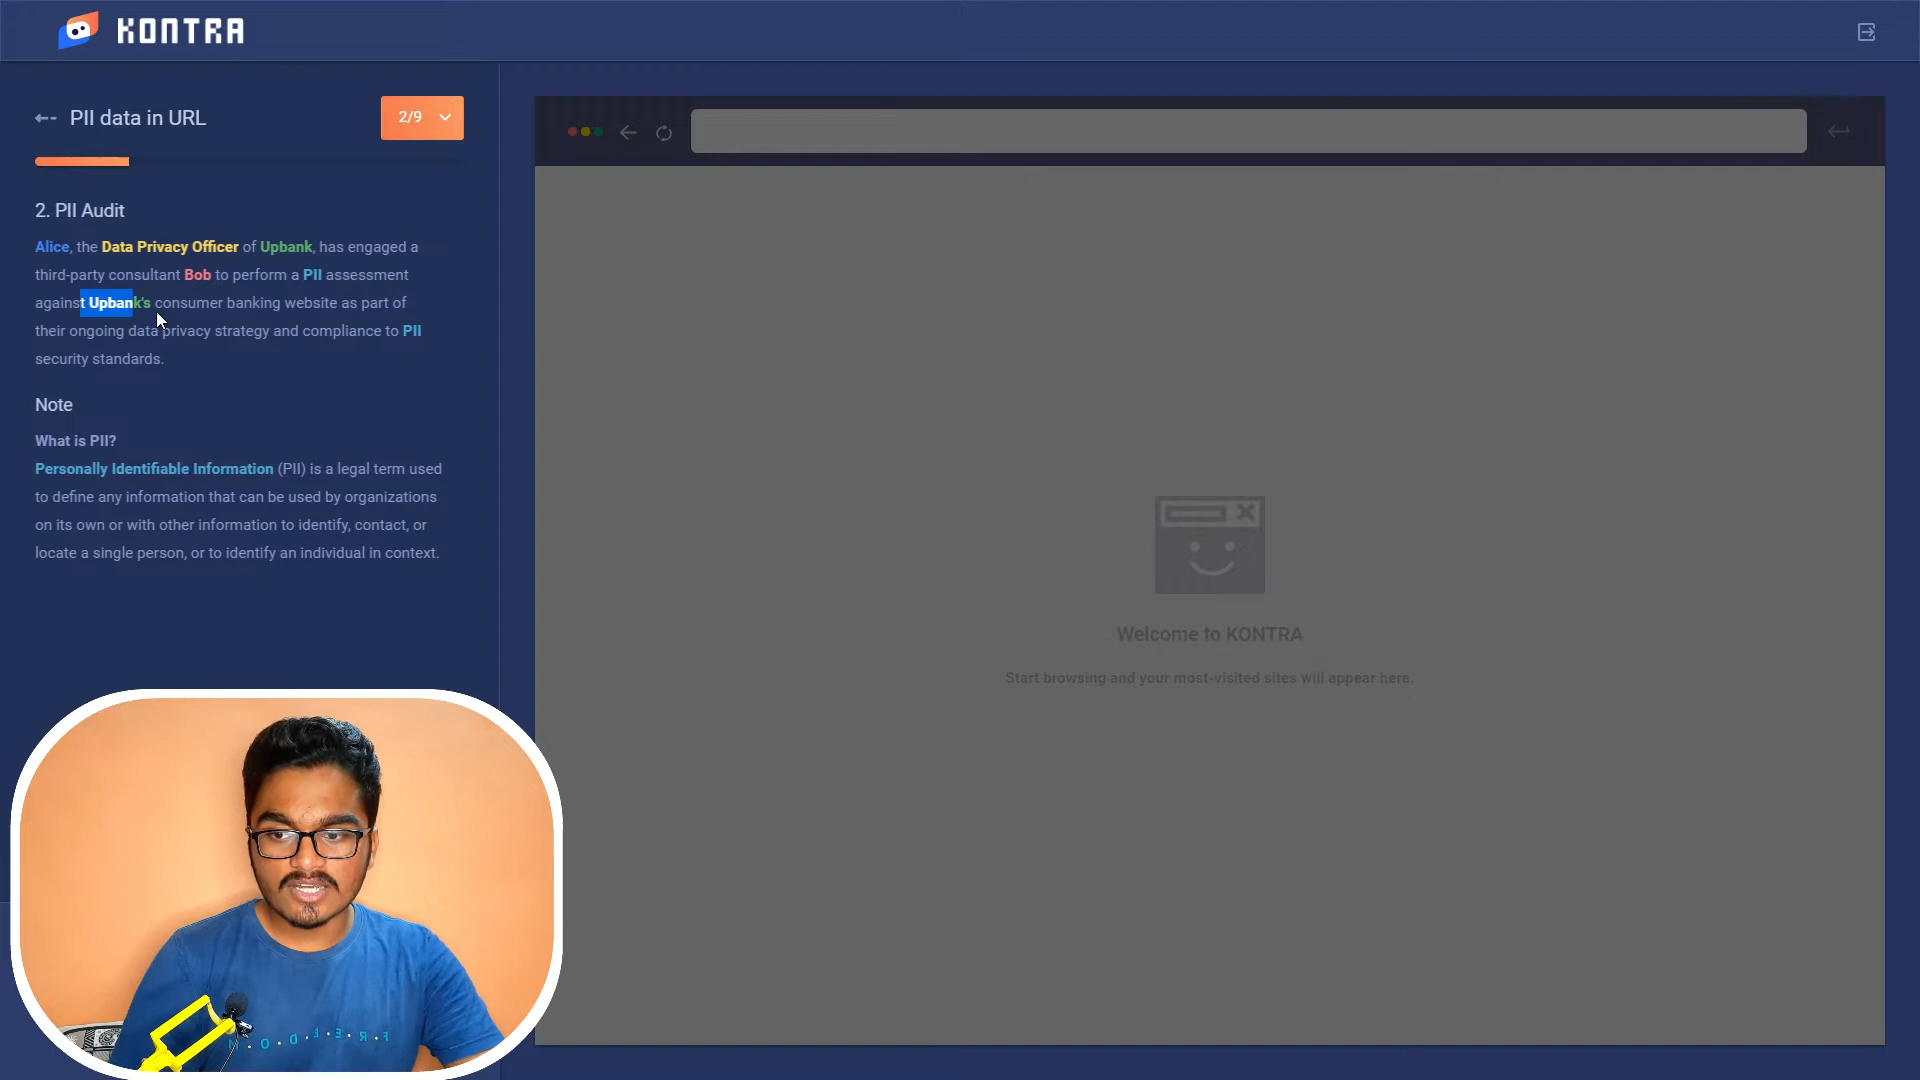 KONTRA
PII data in URL
2/9
2. PII Audit
Alice, the Data Privacy Officer of Upbank, has engaged a
third-party consultant Bob to perform a PII assessment
against Upbank's consumer banking website as part of
their ongoing data privacy strategy and compliance to PII
security standards.
Note
What is PII?
Personally Identifiable Information (PII) is a legal term used
to define any information that can be used by organizations
on its own or with other information to identify, contact, or
locate a single person, or to identify an individual in context.
Welcome to KONTRA
Start browsing and your most-visited sites will appear here.